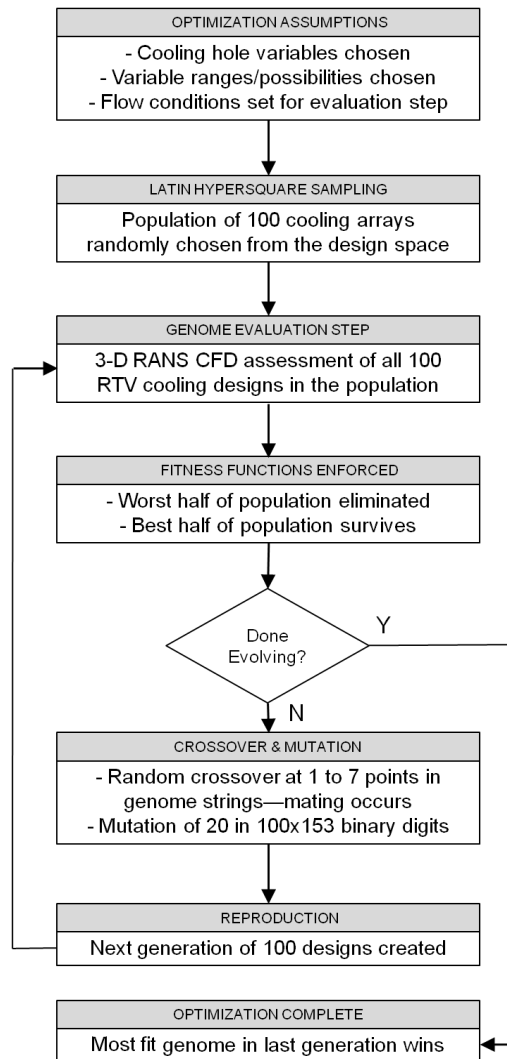 OPTIMIZATION ASSUMPTIONS
- Cooling hole variables chosen
- Variable ranges/possibilities chosen
- Flow conditions set for evaluation step
LATIN HYPERSQUARE SAMPLING
Population of 100 cooling arrays
randomly chosen from the design space
GENOME EVALUATION STEP
3-D RANS CFD assessment of all 100
RTV cooling designs in the population
FITNESS FUNCTIONS ENFORCED
- Worst half of population eliminated
- Best half of population survives
Done
Evolving?
Y
N
CROSSOVER & MUTATION
- Random crossover at 1 to 7 points in
genome strings—mating occurs
- Mutation of 20 in 100x153 binary digits
REPRODUCTION
Next generation of 100 designs created
OPTIMIZATION COMPLETE
Most fit genome in last generation wins